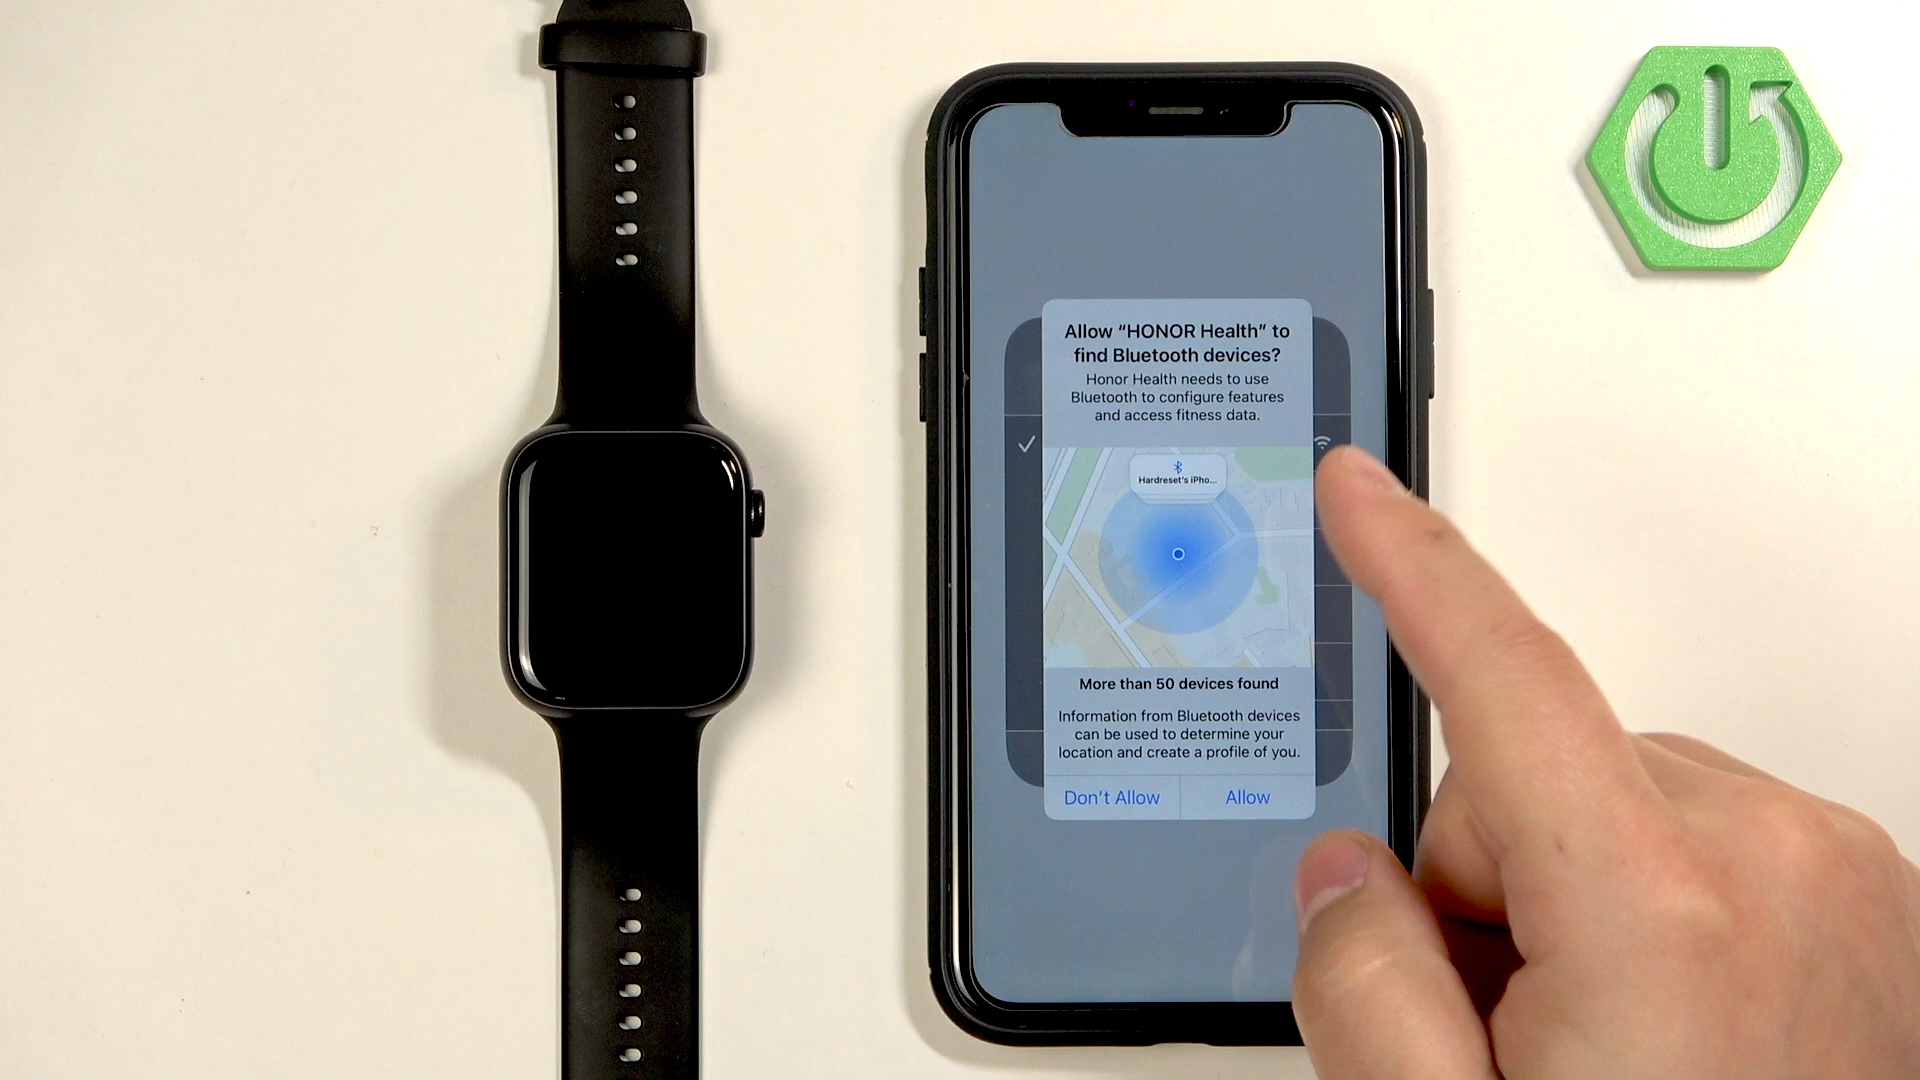 Allow “HONOR Health” to
find Bluetooth devices?
Honor Health needs to use
Bluetooth to configure features
and access fitness data.
Hardreset's iPho...
More than 50 devices found
Information from Bluetooth devices
can be used to determine your
location and create a profile of you.
Don't Allow
Allow